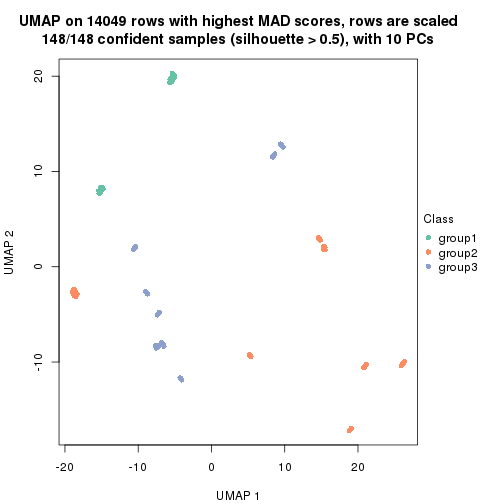 UMAP on 14049 rows with highest MAD scores, rows are scaled
148/148 confident samples (silhouette > 0.5), with 10 PCs
20
10
0
-10
UMAP 2
-20
-10
0
10
20
UMAP 1
Class
group1
group2
group3